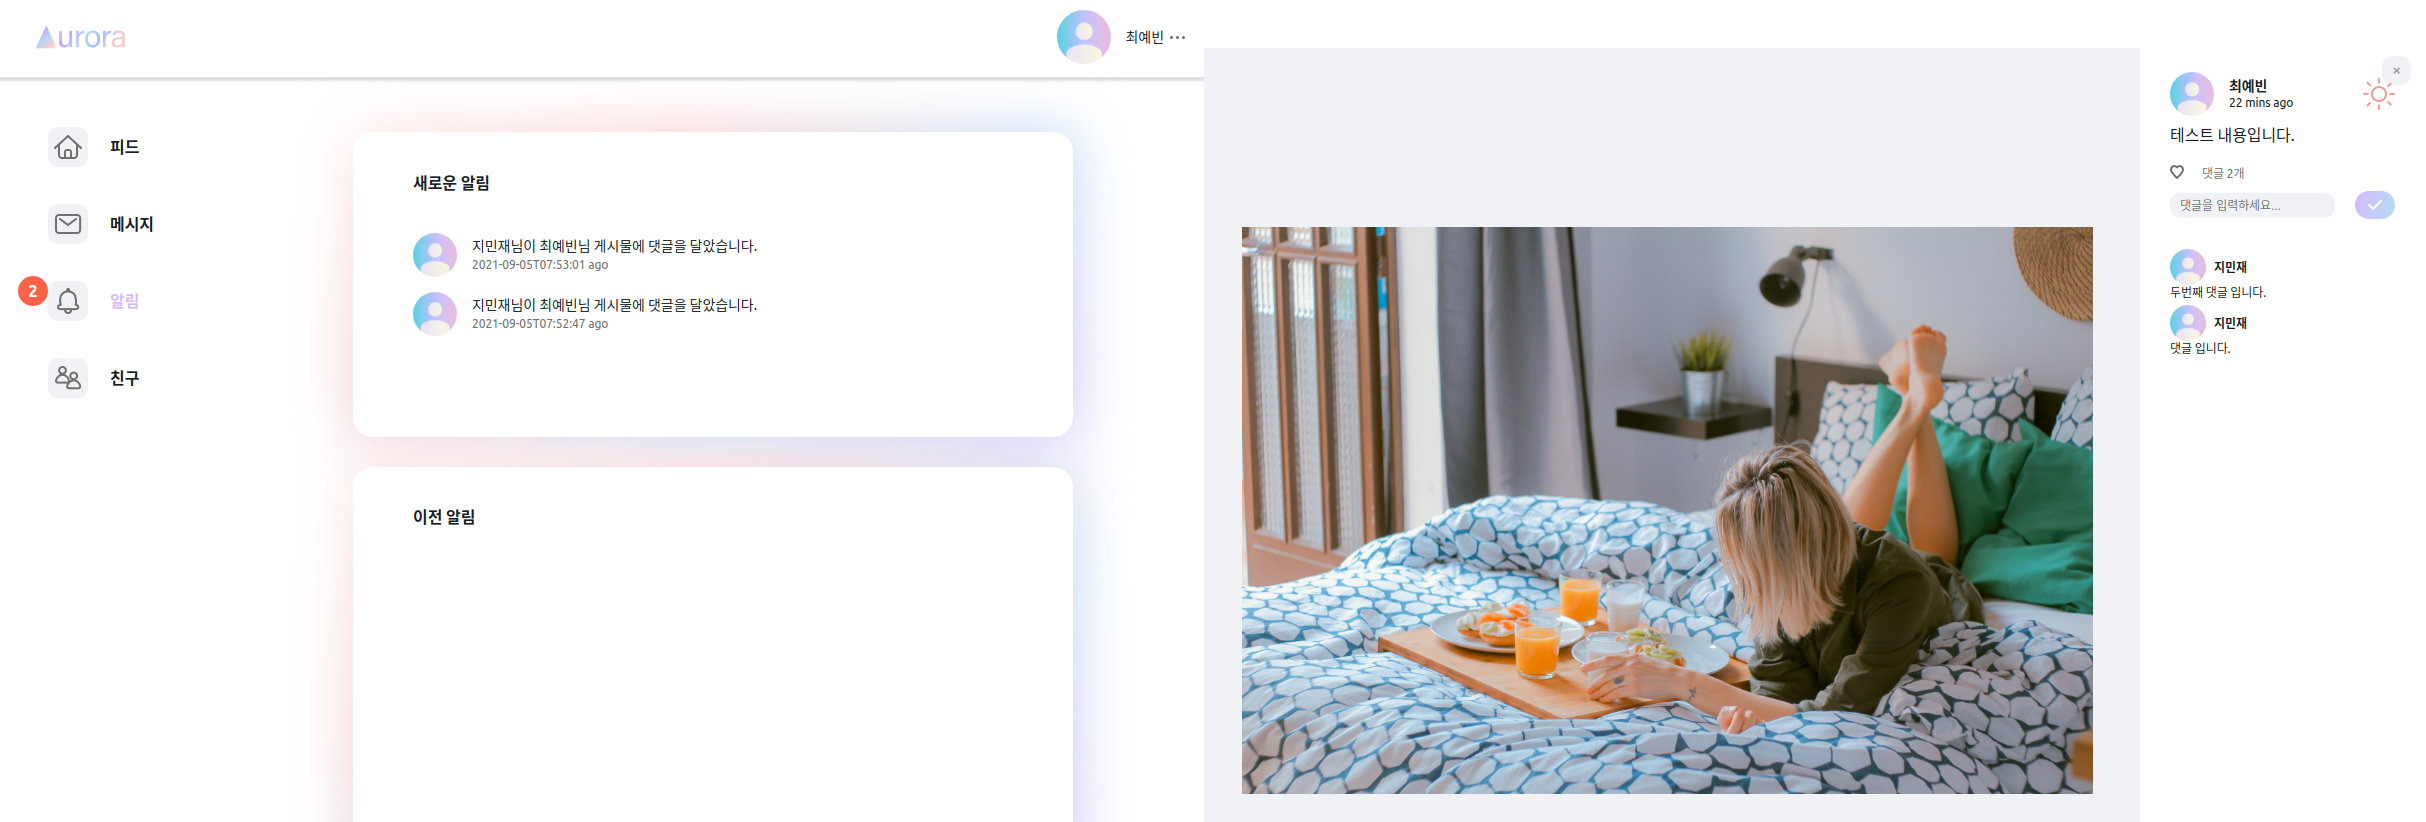 Aurora
최예빈 ···
피드
메시지
2
알림
친구
새로운 알림
지민재님이 최예빈님 게시물에 댓글을 달았습니다.
2021-09-05T07:53:01 ago
지민재님이 최예빈님 게시물에 댓글을 달았습니다.
2021-09-05T07:52:47 ago
이전 알림
×
최예빈
22 mins ago
테스트 내용입니다.
댓글 2개
댓글을 입력하세요...
지민재
두번째 댓글 입니다.
지민재
댓글 입니다.